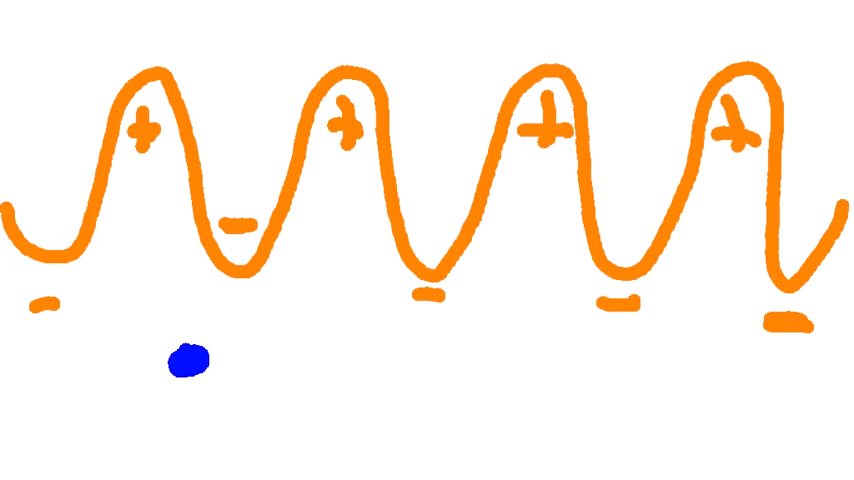 + + + +
-
- - - -